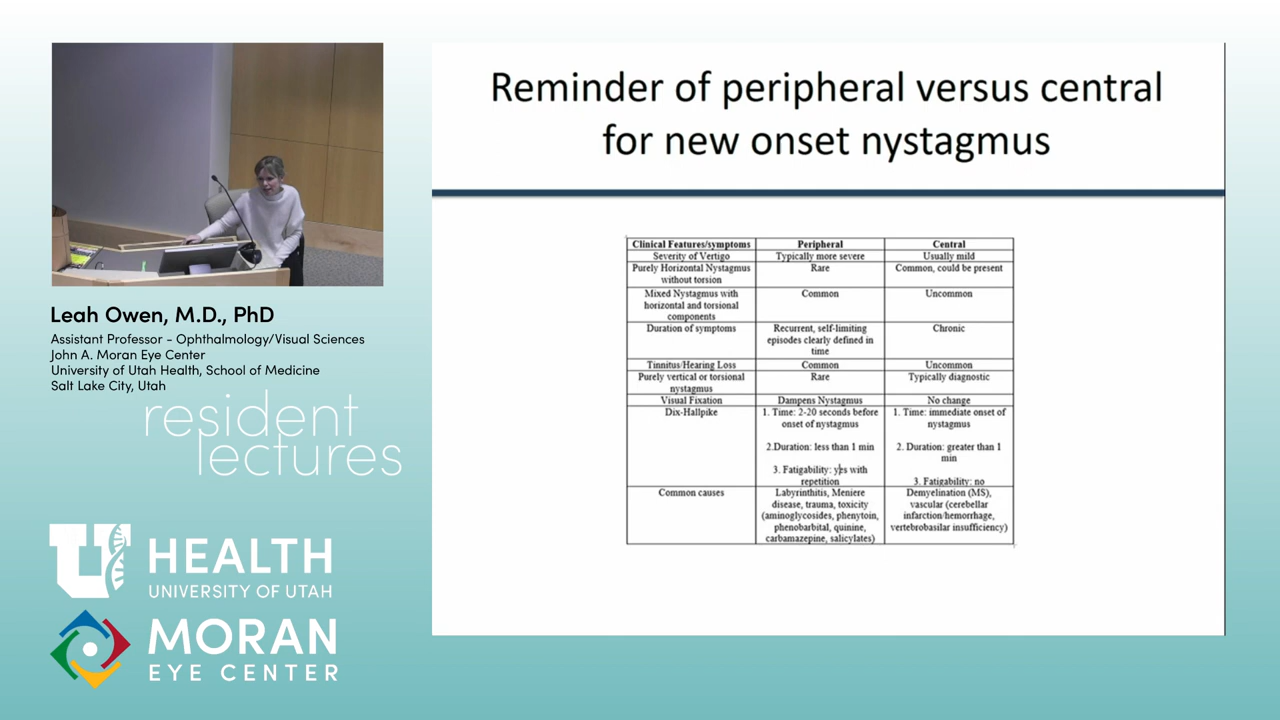 Reminder of peripheral versus central
for new onset nystagmus
Clinical Features/symptoms Peripheral Central
Severity of Vertigo Typically more severe Usually mild
Purely Horizontal Nystagmus Rare Common, could be present
without torsion
Mixed Nystagmus with Common Uncommon
horizontal and torsional
components
Duration of symptoms Recurrent, self-limiting Chronic
episodes clearly defined in
time
Tinnitus/Hearing Loss Common Uncommon
Purely vertical or torsional Rare Typically diagnostic
nystagmus
Visual Fixation Dampens Nystagmus No change
Dix-Hallpike 1. Time: 2-20 seconds before 1. Time: immediate onset of
onset of nystagmus nystagmus
2.Duration: less than 1 min 2. Duration: greater than 1
min
3. Fatigability: yes with 3. Fatigability: no
repetition
Common causes Labyrinthitis, Meniere Demyelination (MS),
disease, trauma, toxicity vascular (cerebellar
(aminoglycosides, phenytoin, infarction/hemorrhage,
phenobarbital, quinine, vertebrobasilar insufficiency)
carbamazepine, salicylates)
Leah Owen, M.D., PhD
Assistant Professor - Ophthalmology/Visual Sciences
John A. Moran Eye Center
University of Utah Health, School of Medicine
Salt Lake City, Utah
resident
lectures
U HEALTH
UNIVERSITY OF UTAH
MORAN
EYE CENTER